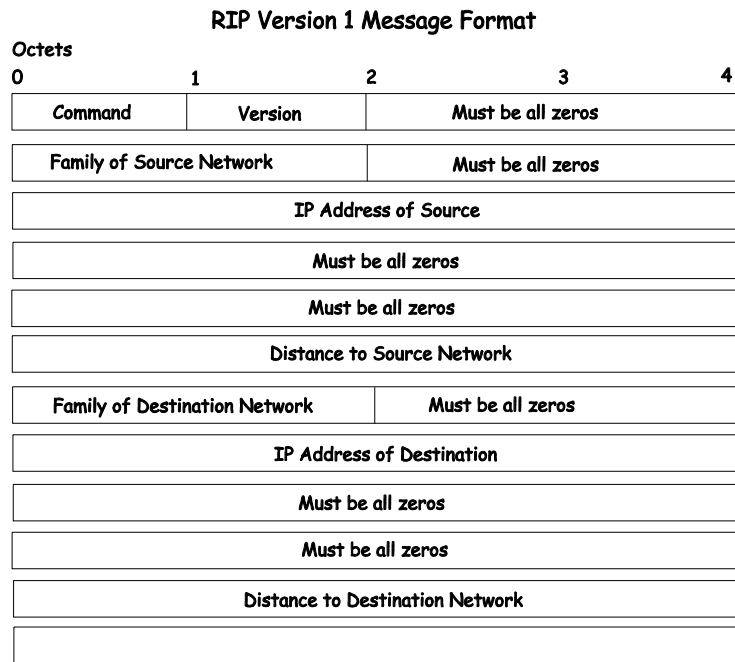 RIP Version 1 Message Format
Octets
0 1 2 3 4
Command Version Must be all zeros
Family of Source Network Must be all zeros
IP Address of Source
Must be all zeros
Must be all zeros
Distance to Source Network
Family of Destination Network Must be all zeros
IP Address of Destination
Must be all zeros
Must be all zeros
Distance to Destination Network